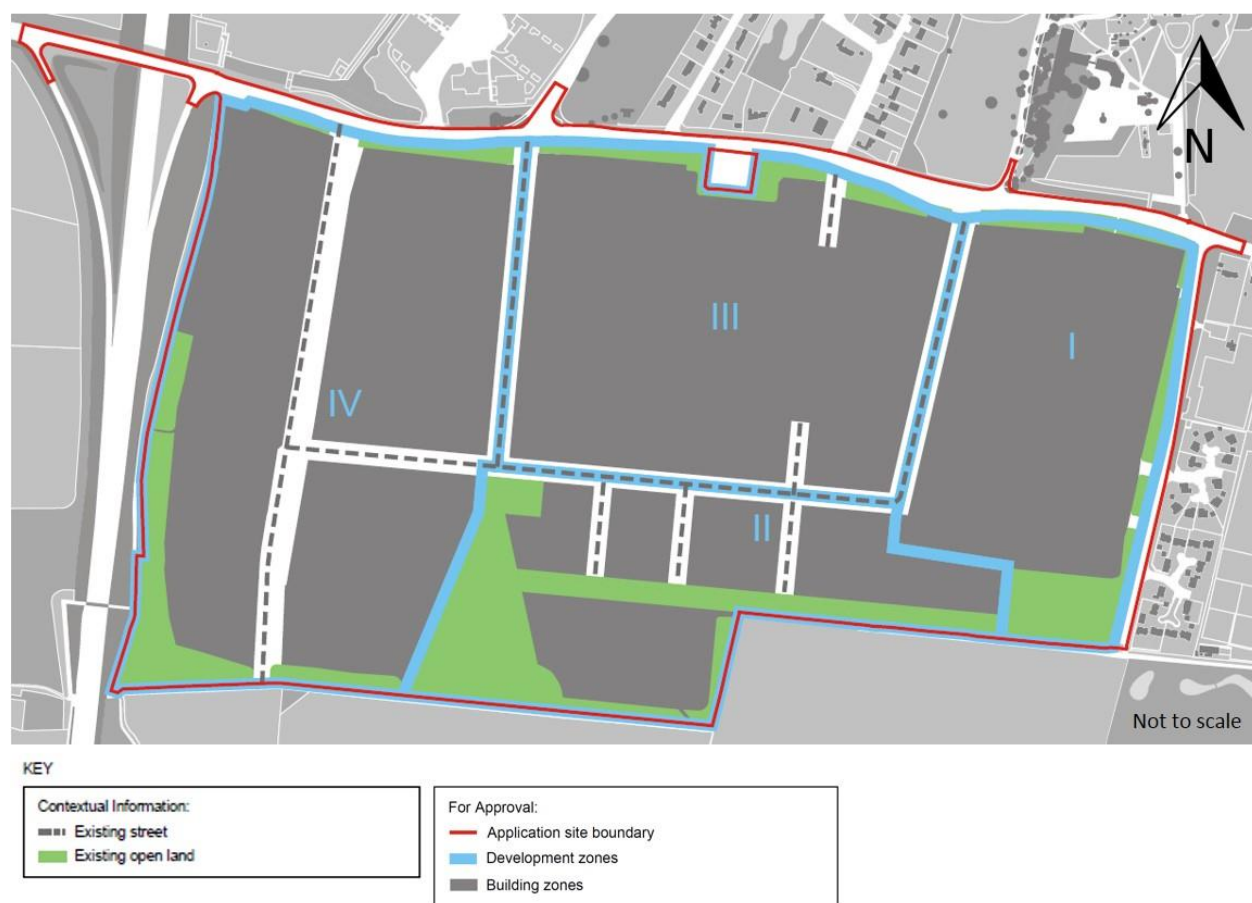 N
III
I
IV
II
Not to scale
KEY
Contextual Information:
Existing street
Existing open land
For Approval:
Application site boundary
Development zones
Building zones